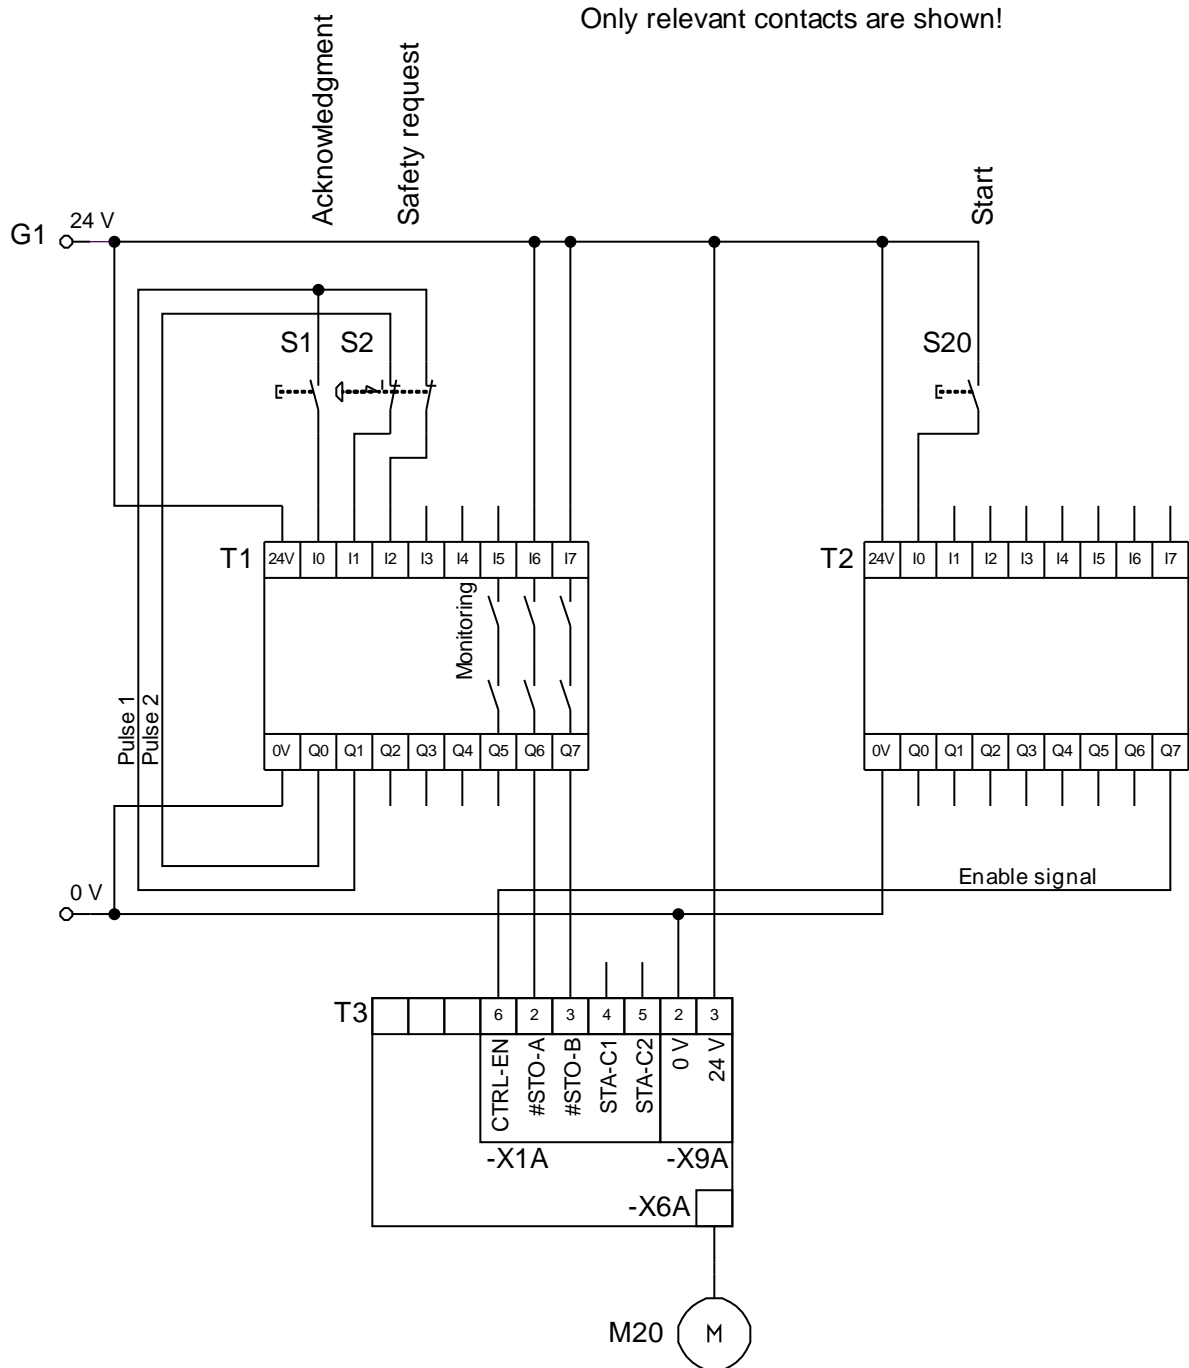 Only relevant contacts are shown!
Acknowledgment
Safety request
Start
G1
24 V
S1
S2
S20
T1
24V I0 I1 I2 I3 I4 I5 I6 I7
T2
24V I0 I1 I2 I3 I4 I5 I6 I7
Monitoring
Pulse 1
Pulse 2
0V Q0 Q1 Q2 Q3 Q4 Q5 Q6 Q7
0V Q0 Q1 Q2 Q3 Q4 Q5 Q6 Q7
Enable signal
0 V
T3
6 2 3 4 5 2 3
CTRL-EN
#STO-A
#STO-B
STA-C1
STA-C2
0 V
24 V
-X1A
-X9A
-X6A
M20
M